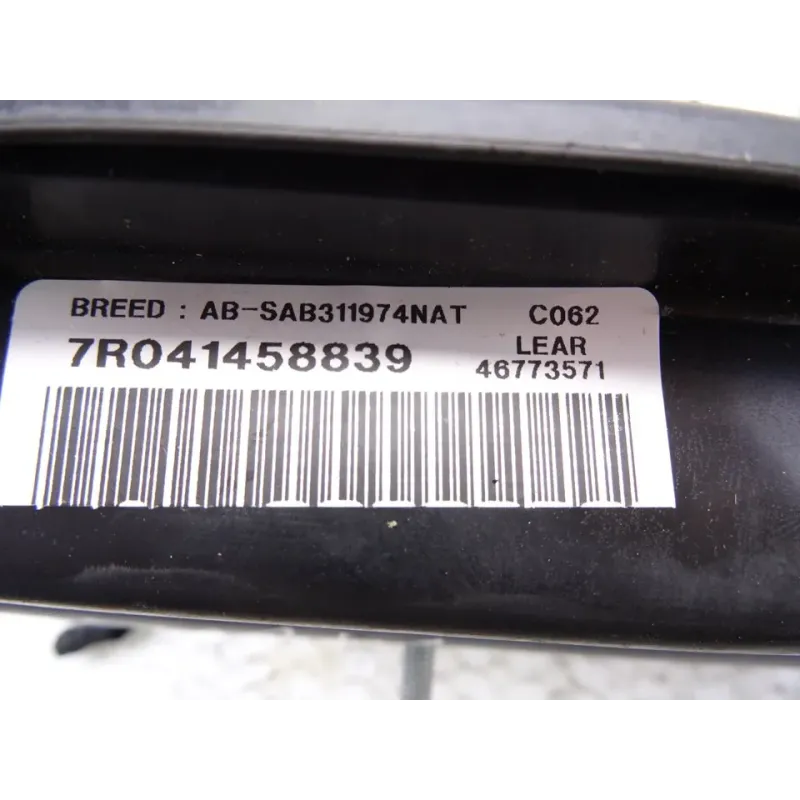 BREED : AB-SAB311974NAT C062
7R041458839 LEAR
46773571